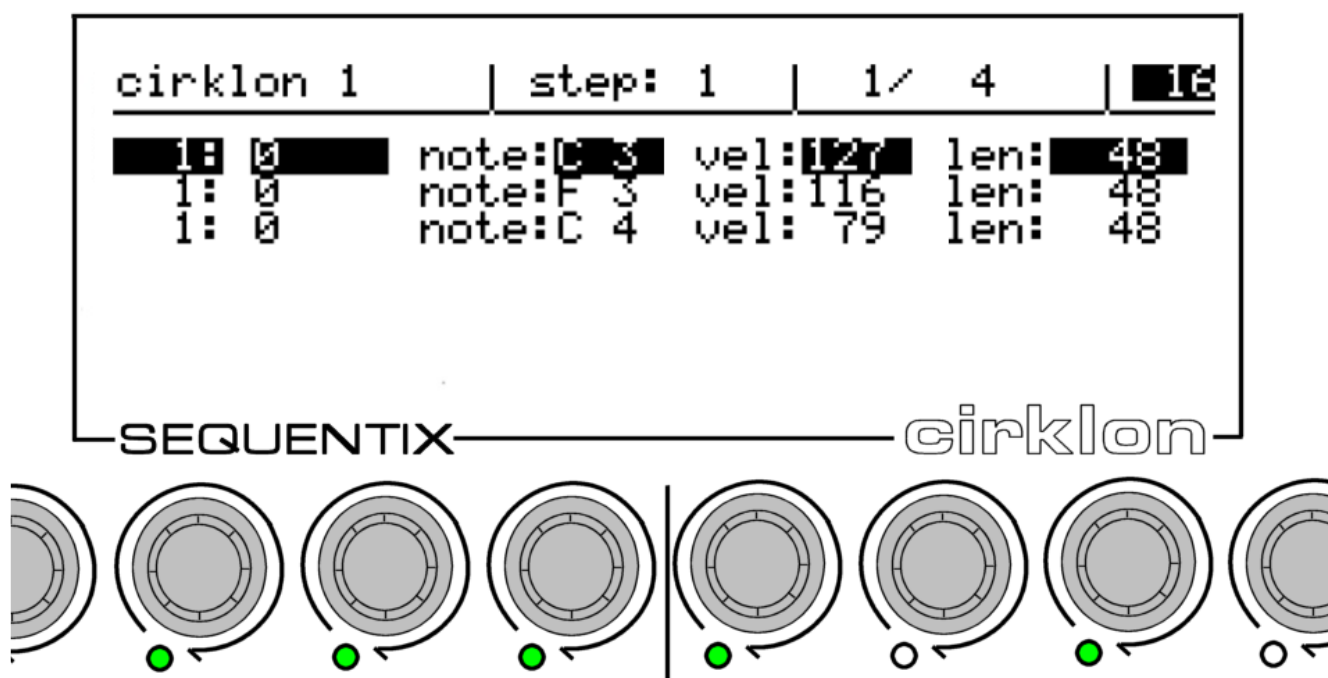 cirklon 1 step: 1 1/ 4 16
1: 0 note:C 3 vel:127 len: 48
1: 0 note:F 3 vel:116 len: 48
1: 0 note:C 4 vel: 79 len: 48
SEQUENTIX cirklon